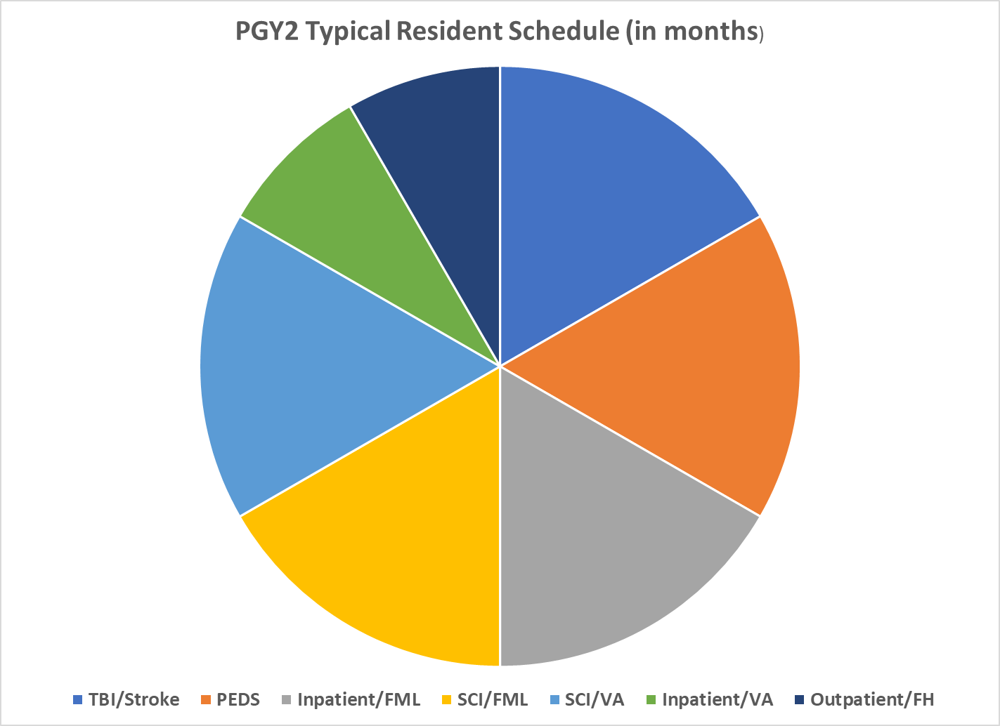 PGY2 Typical Resident Schedule (in months)
TBI/Stroke PEDS Inpatient/FML SCI/FML SCI/VA Inpatient/VA Outpatient/FH